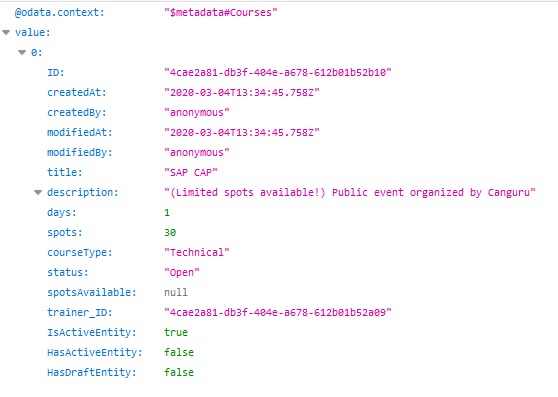 @odata.context: "$metadata#Courses"
value:
0:
ID: "4cae2a81-db3f-404e-a678-612b01b52b10"
createdAt: "2020-03-04T13:34:45.758Z"
createdBy: "anonymous"
modifiedAt: "2020-03-04T13:34:45.758Z"
modifiedBy: "anonymous"
title: "SAP CAP"
description: "(Limited spots available!) Public event organized by Canguru"
days: 1
spots: 30
courseType: "Technical"
status: "Open"
spotsAvailable: null
trainer_ID: "4cae2a81-db3f-404e-a678-612b01b52a09"
IsActiveEntity: true
HasActiveEntity: false
HasDraftEntity: false